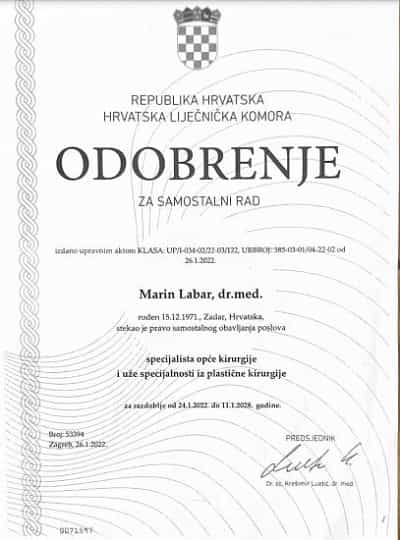 REPUBLIKA HRVATSKA
HRVATSKA LIJEČNIČKA KOMORA
ODOBRENJE
ZA SAMOSTALNI RAD
izdano upravnim aktom KLASA: UP/I-034-02/22-03/122, URBROJ: 385-03-01/04-22-02 od
26.1.2022.
Marin Labar, dr.med.
rođen 15.12.1971., Zadar, Hrvatska,
stekao je pravo samostalnog obavljanja poslova
specijalista opće kirurgije
i uže specijalnosti iz plastične kirurgije
za razdoblje od 24.1.2022. do 11.1.2028. godine.
Broj: 53394
Zagreb, 26.1.2022.
PREDSJEDNIK
Dr. sc. Krešimir Luetić, dr. med.